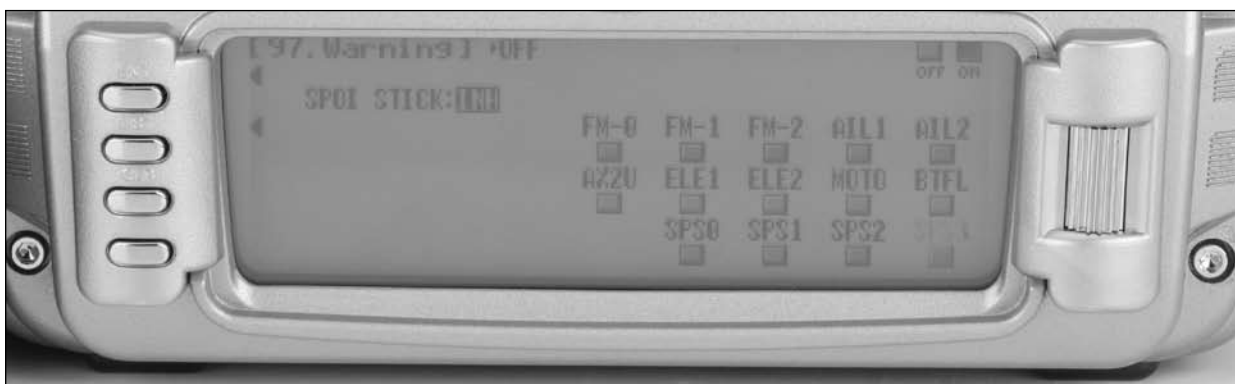 [97.Warning] •OFF
OFF ON
SPOI STICK:INH
FM-0 FM-1 FM-2 AIL1 AIL2
AX2U ELE1 ELE2 MOTO BTFL
SPS0 SPS1 SPS2